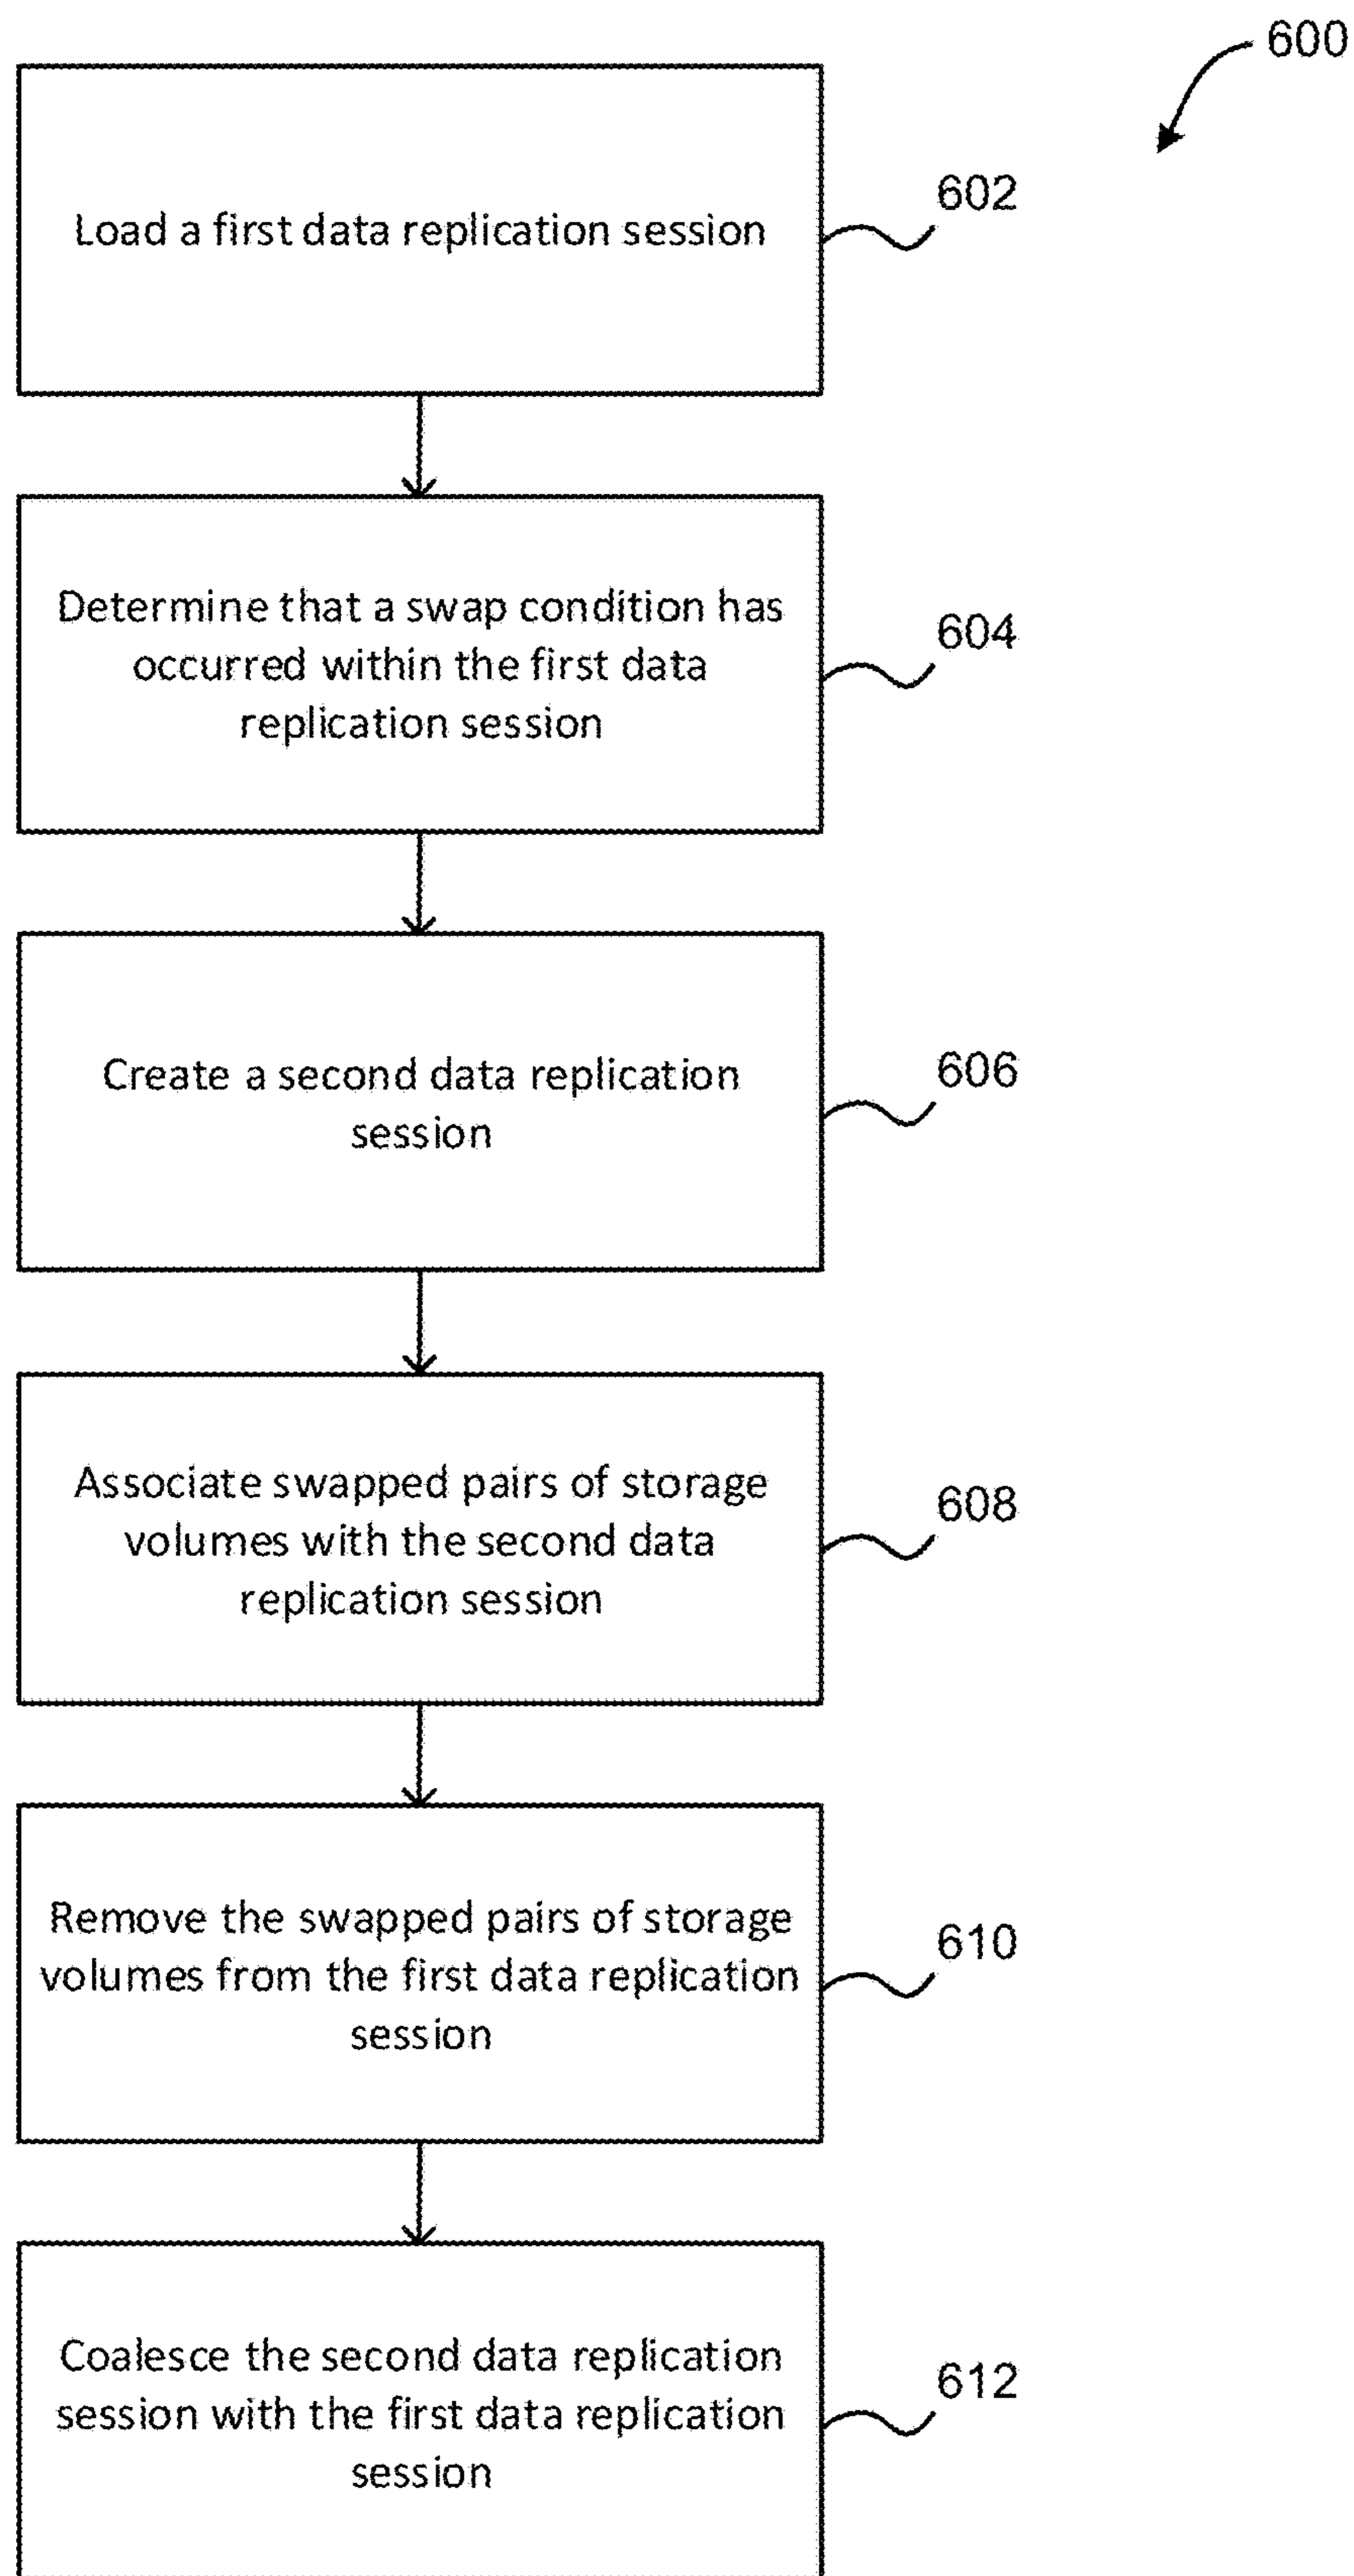 600
Load a first data replication session
602
Determine that a swap condition has
occurred within the first data
replication session
604
Create a second data replication
session
606
Associate swapped pairs of storage
volumes with the second data
replication session
608
Remove the swapped pairs of storage
volumes from the first data replication
session
610
Coalesce the second data replication
session with the first data replication
session
612